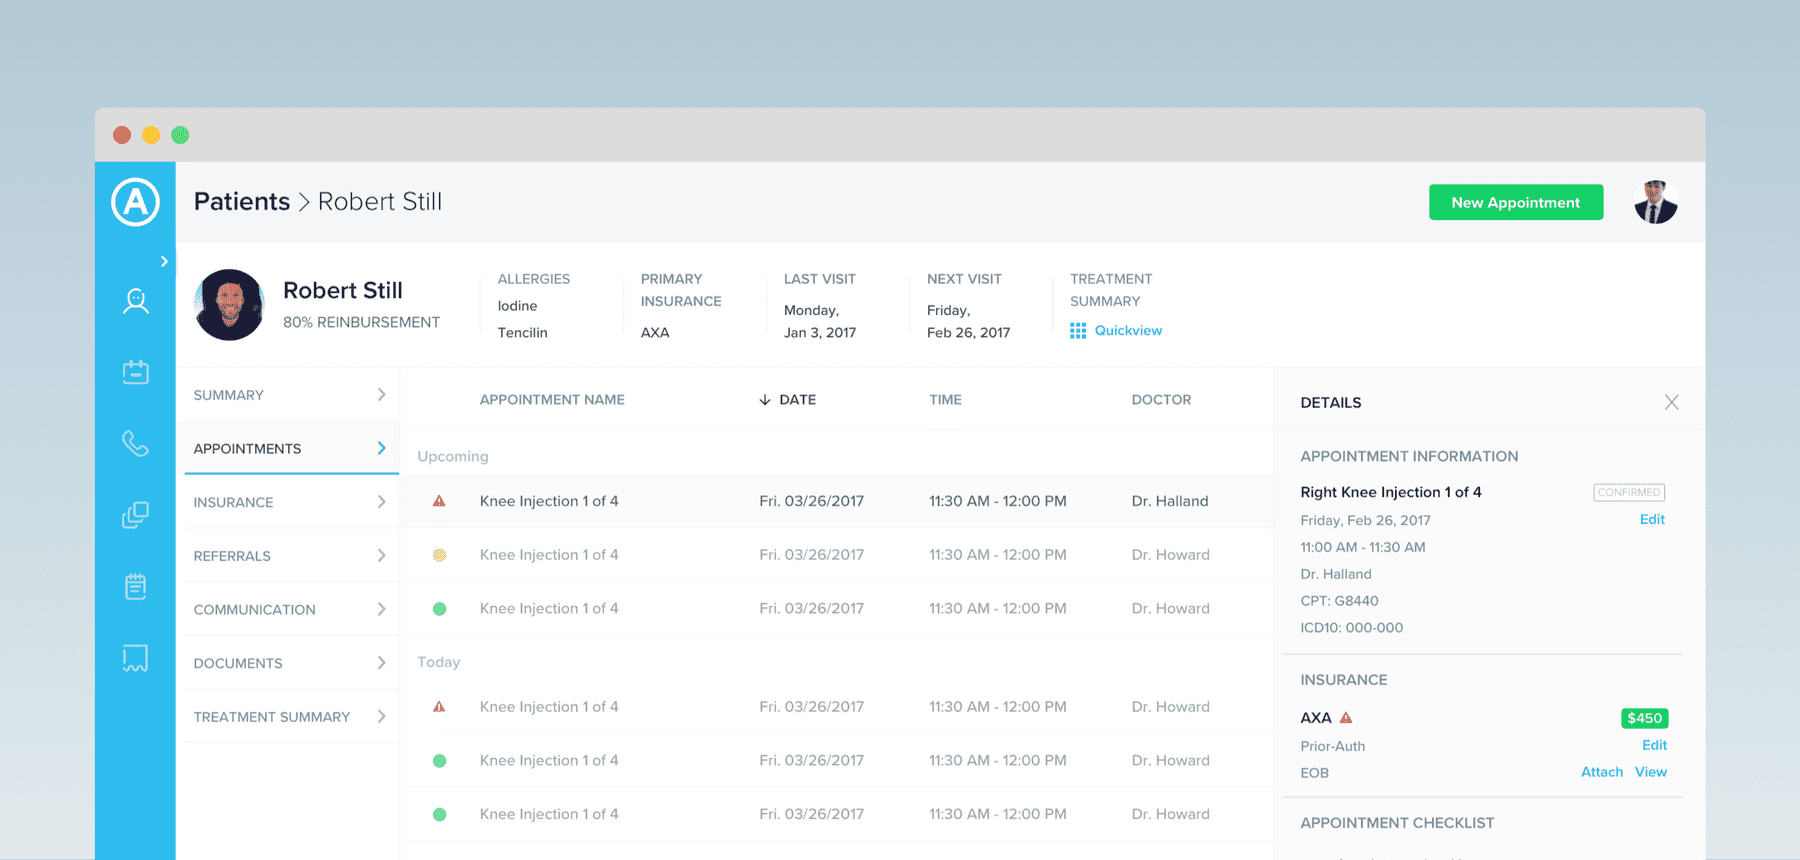 A
Patients > Robert Still
New Appointment
Robert Still
80% REINBURSEMENT
ALLERGIES
Iodine
Tencilin
PRIMARY
INSURANCE
AXA
LAST VISIT
Monday,
Jan 3, 2017
NEXT VISIT
Friday,
Feb 26, 2017
TREATMENT
SUMMARY
Quickview
SUMMARY
APPOINTMENTS
INSURANCE
REFERRALS
COMMUNICATION
DOCUMENTS
TREATMENT SUMMARY
APPOINTMENT NAME ↓ DATE TIME DOCTOR
Upcoming
Knee Injection 1 of 4 Fri. 03/26/2017 11:30 AM - 12:00 PM Dr. Halland
Knee Injection 1 of 4 Fri. 03/26/2017 11:30 AM - 12:00 PM Dr. Howard
Knee Injection 1 of 4 Fri. 03/26/2017 11:30 AM - 12:00 PM Dr. Howard
Today
Knee Injection 1 of 4 Fri. 03/26/2017 11:30 AM - 12:00 PM Dr. Howard
Knee Injection 1 of 4 Fri. 03/26/2017 11:30 AM - 12:00 PM Dr. Howard
Knee Injection 1 of 4 Fri. 03/26/2017 11:30 AM - 12:00 PM Dr. Howard
DETAILS
APPOINTMENT INFORMATION
Right Knee Injection 1 of 4 CONFIRMED
Friday, Feb 26, 2017 Edit
11:00 AM - 11:30 AM
Dr. Halland
CPT: G8440
ICD10: 000-000
INSURANCE
AXA $450
Prior-Auth Edit
EOB Attach View
APPOINTMENT CHECKLIST